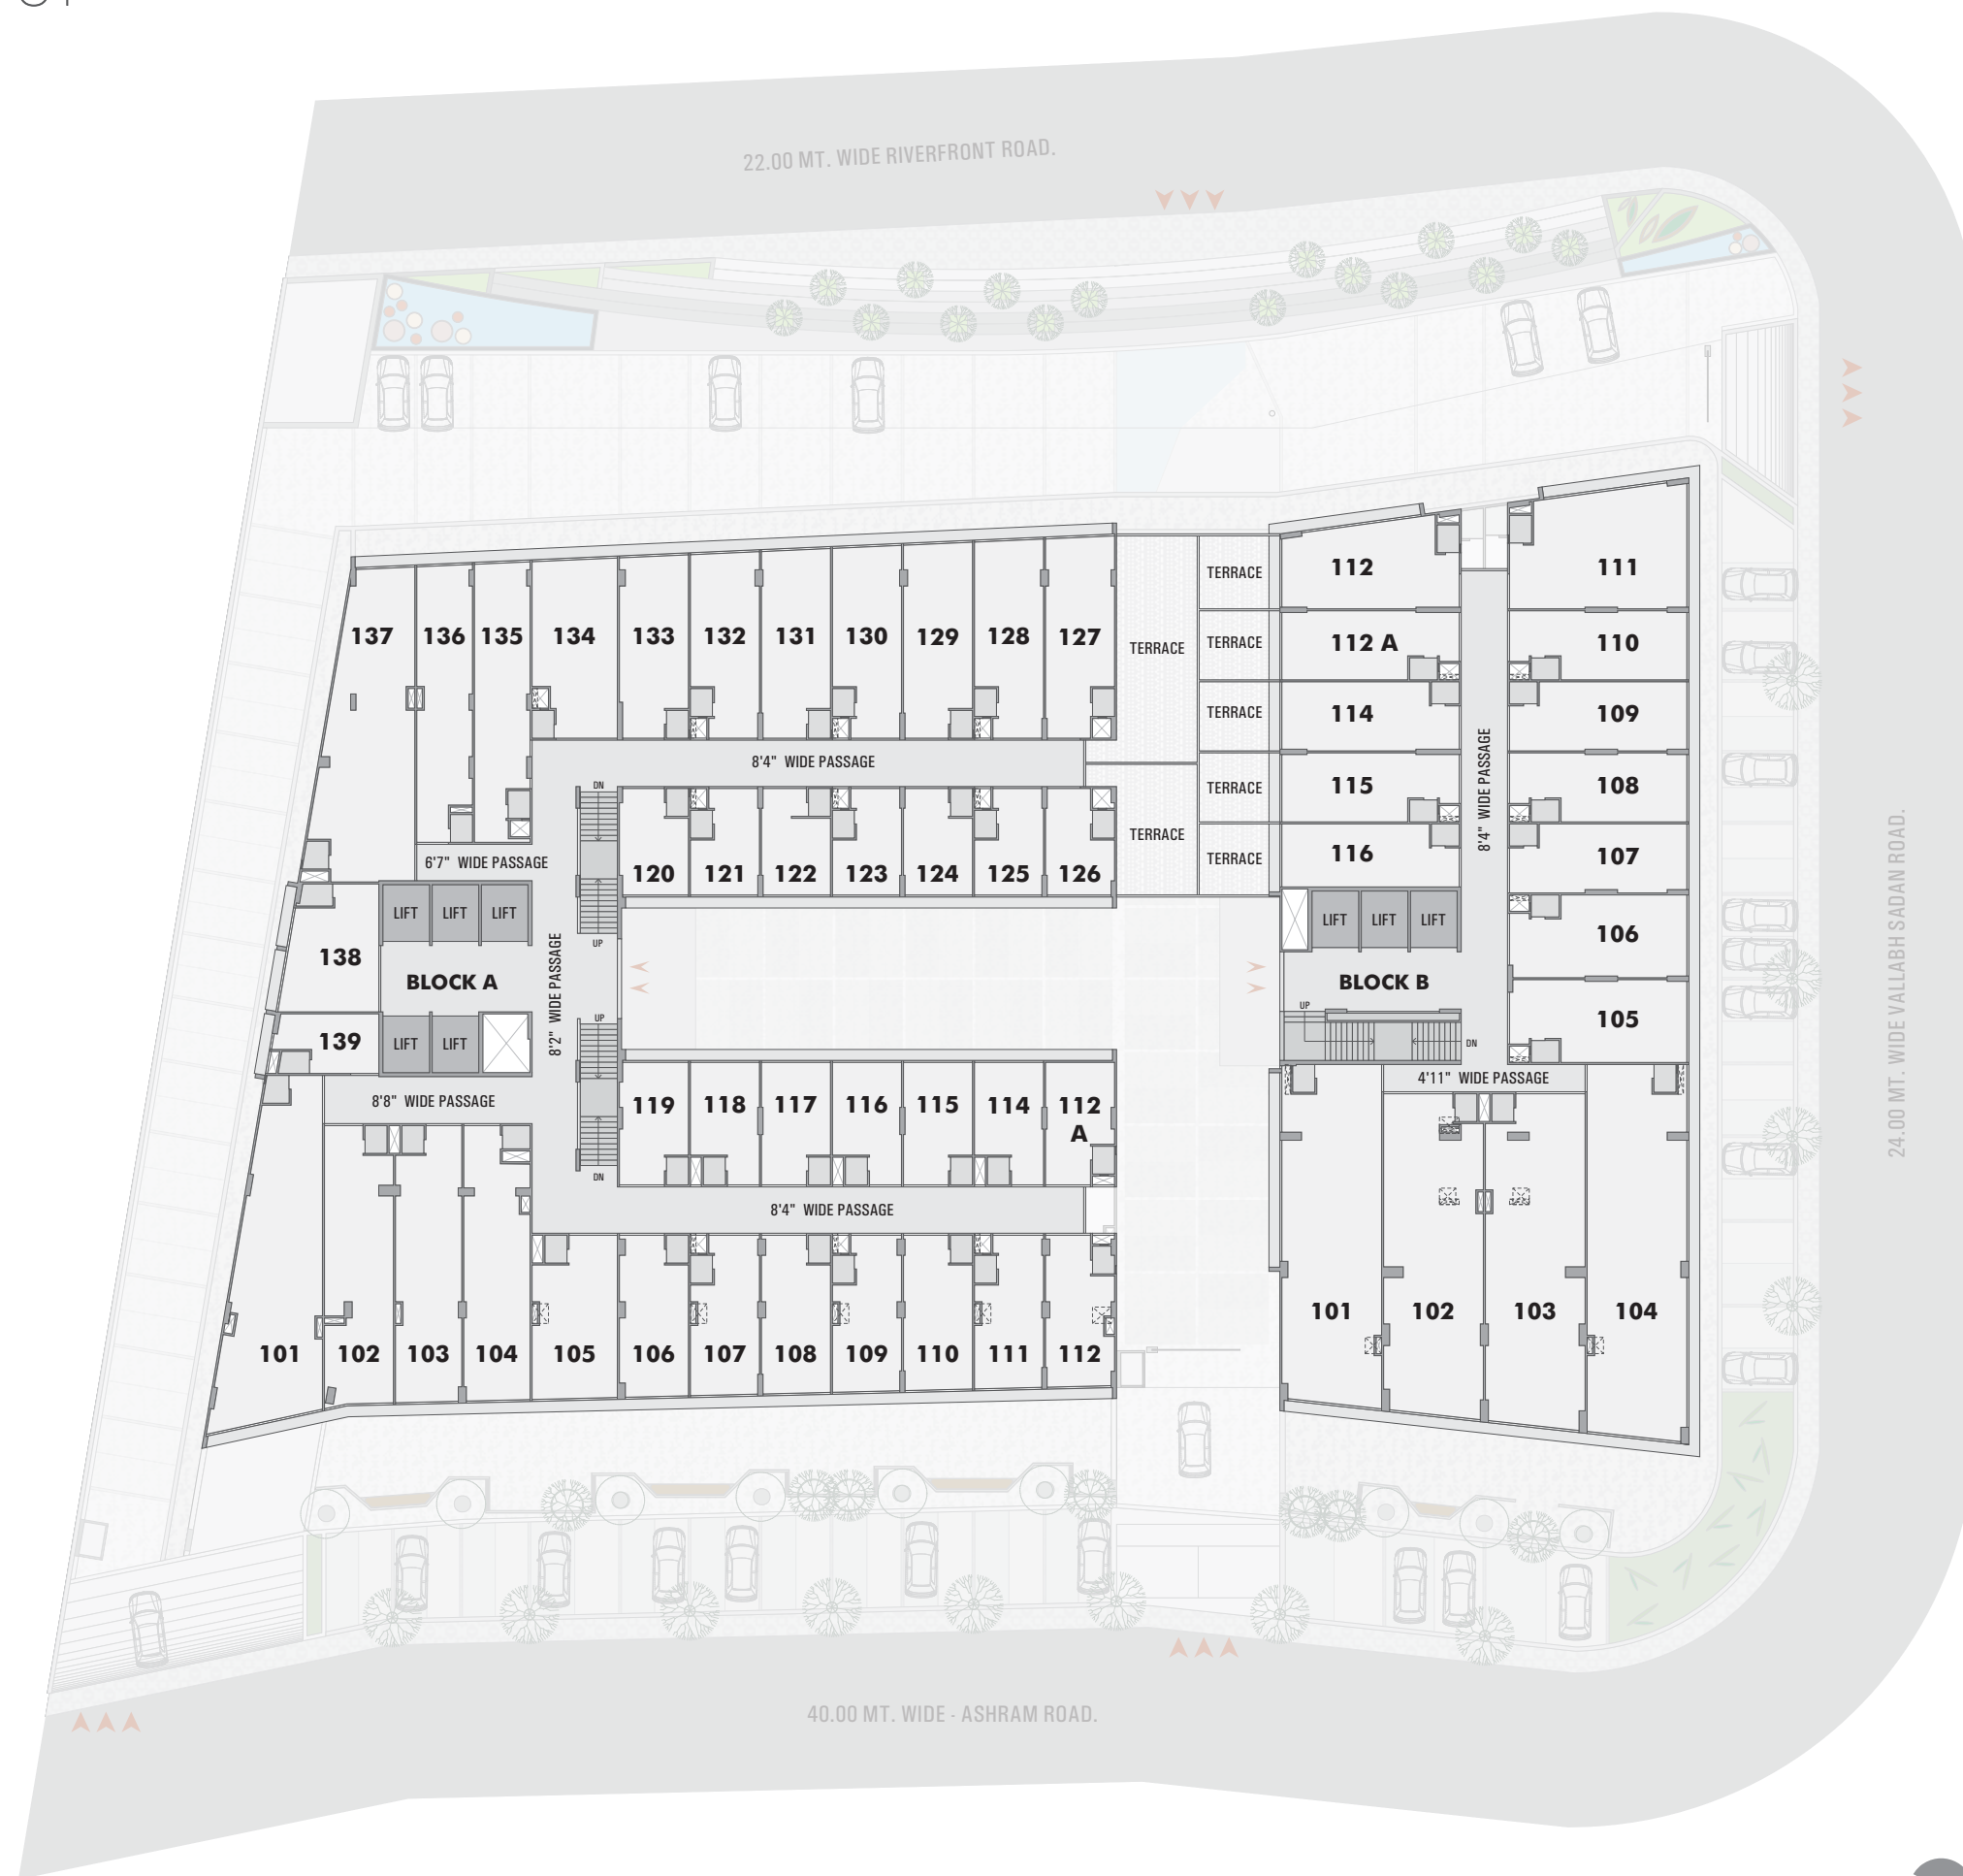 22.00 MT. WIDE RIVERFRONT ROAD.
112
111
TERRACE
137
136
135
134
133
132
131
130
129
128
127
TERRACE
TERRACE
112 A
110
TERRACE
114
109
8'4" WIDE PASSAGE
8'4" WIDE PASSAGE
DN
TERRACE
115
108
TERRACE
6'7" WIDE PASSAGE
120
121
122
123
124
125
126
TERRACE
116
107
LIFT
LIFT
LIFT
UP
LIFT
LIFT
LIFT
106
138
BLOCK A
8'2" WIDE PASSAGE
BLOCK B
24.00 MT. WIDE VALLABH SADAN ROAD.
139
LIFT
LIFT
UP
UP
DN
105
8'8" WIDE PASSAGE
119
118
117
116
115
114
112
A
4'11" WIDE PASSAGE
DN
8'4" WIDE PASSAGE
101
102
103
104
105
106
107
108
109
110
111
112
101
102
103
104
40.00 MT. WIDE - ASHRAM ROAD.